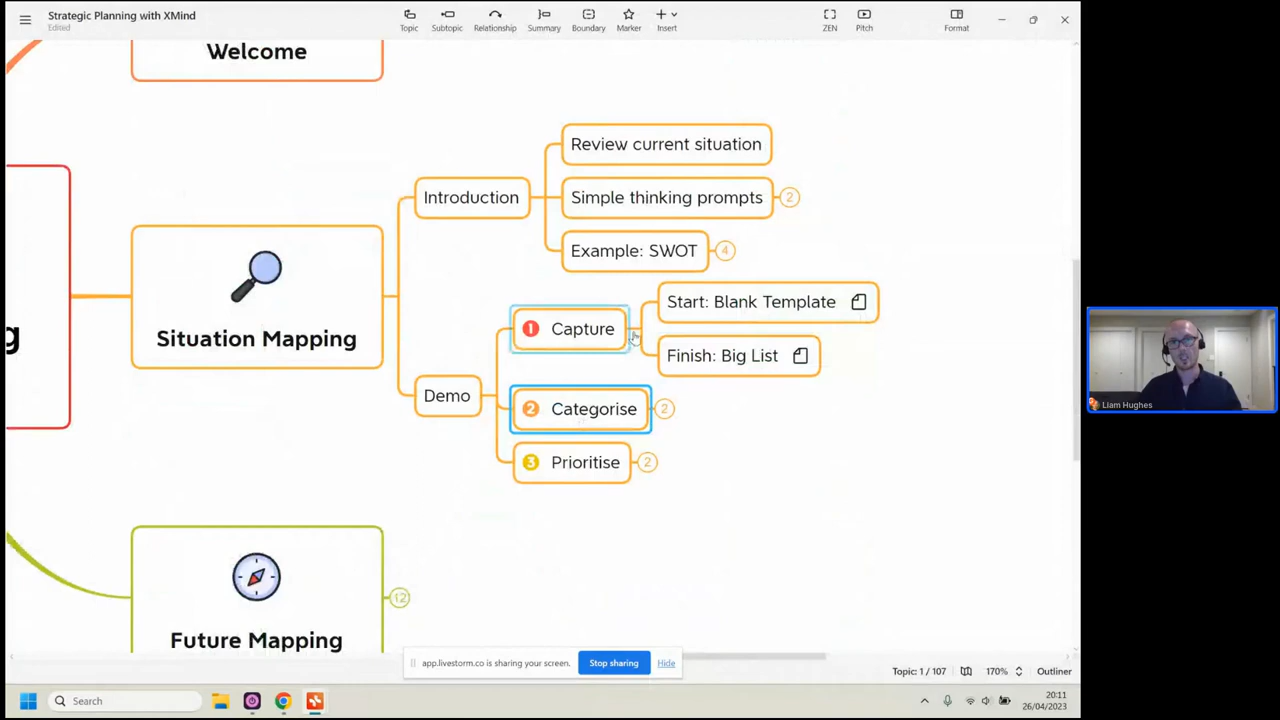 Strategic Planning with XMind
Edited
Topic
Subtopic
Relationship
Summary
Boundary
Marker
Insert
ZEN
Pitch
Format
Welcome
Situation Mapping
Introduction
Review current situation
Simple thinking prompts
2
Example: SWOT
4
Demo
1 Capture
Start: Blank Template
Finish: Big List
2 Categorise
2
3 Prioritise
2
g
Future Mapping
12
Liam Hughes
app.livestorm.co is sharing your screen.
Stop sharing
Hide
Topic: 1 / 107
170%
Outliner
Search
20:11
26/04/2023